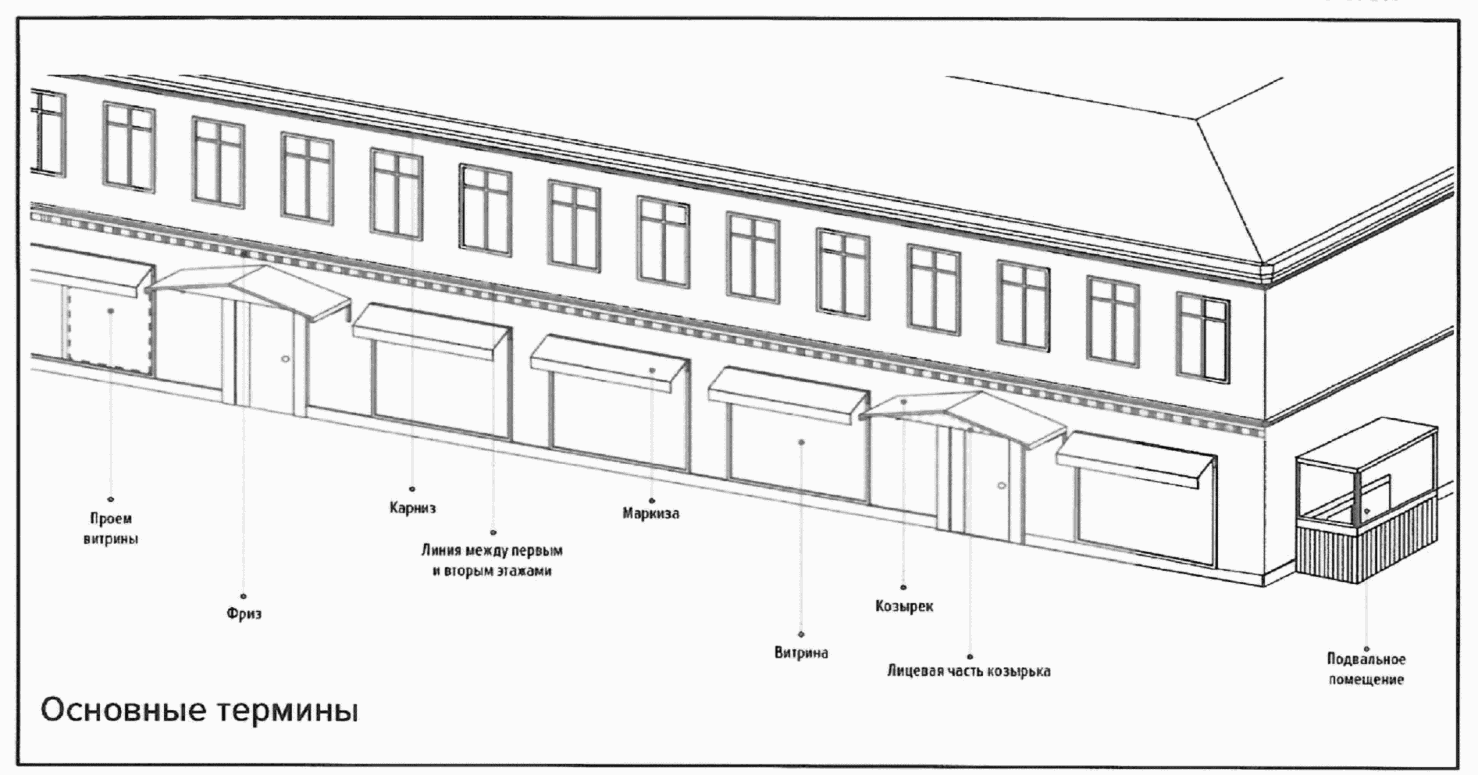 Проем
витрины
Фриз
Карниз
Линия между первым
и вторым этажами
Маркиза
Витрина
Козырек
Лицевая часть козырька
Подвальное
помещение
Основные термины